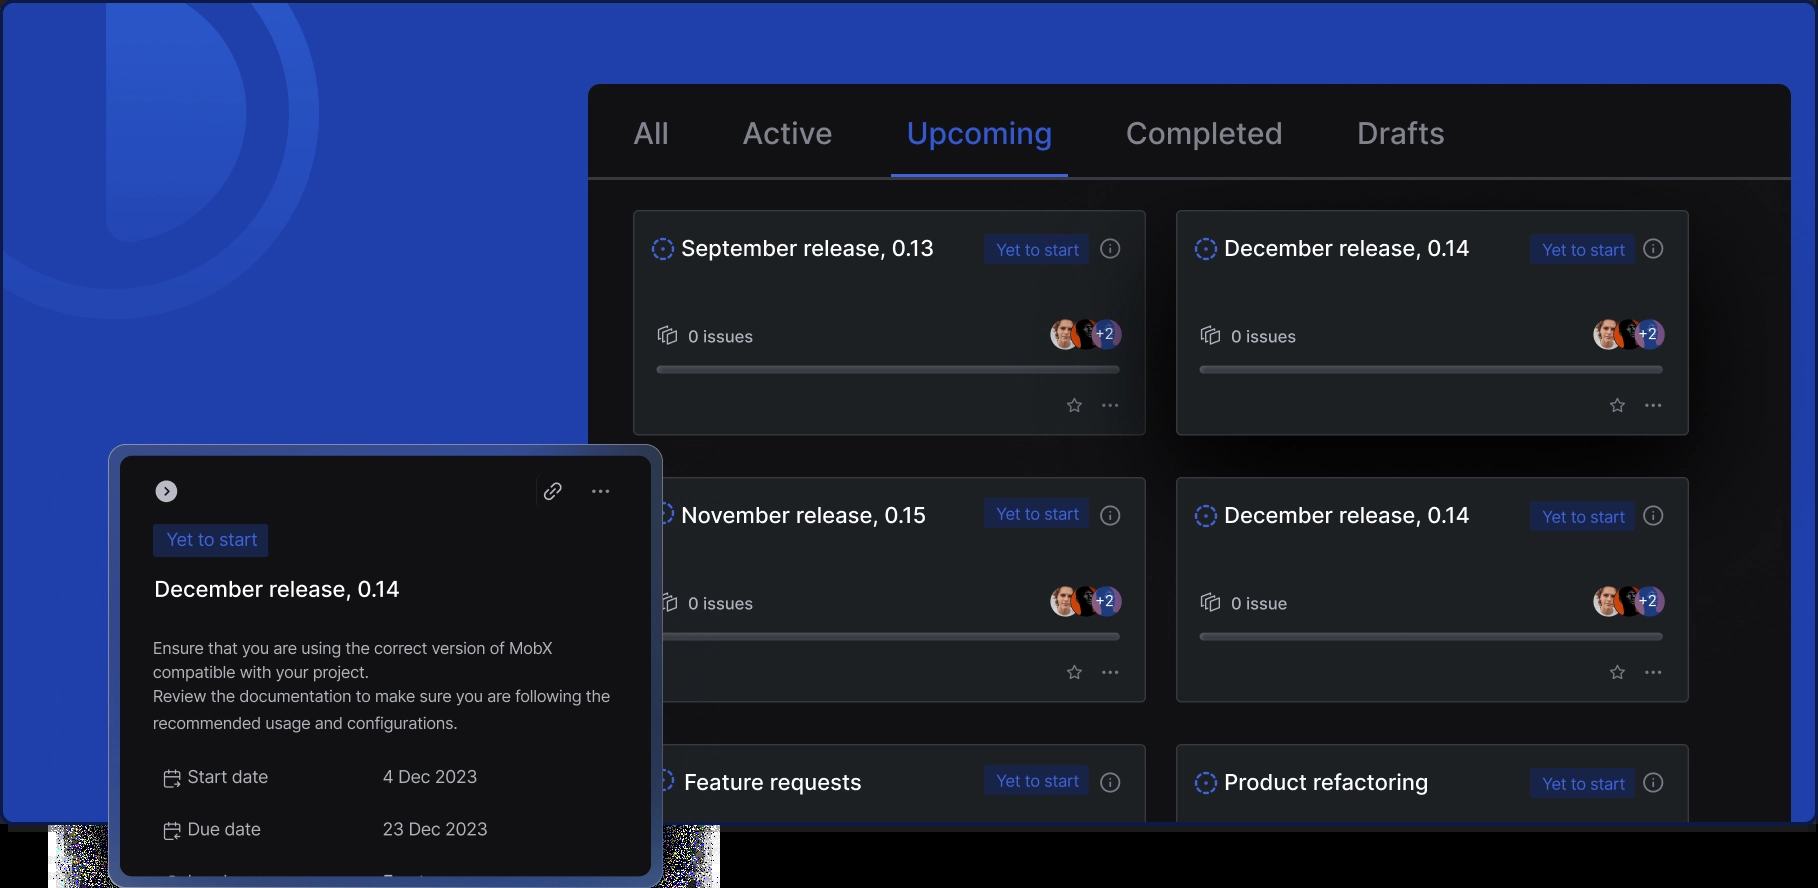 All
Active
Upcoming
Completed
Drafts
September release, 0.13
Yet to start
0 issues
+2
December release, 0.14
Yet to start
0 issues
+2
November release, 0.15
Yet to start
0 issues
+2
December release, 0.14
Yet to start
0 issue
+2
Feature requests
Yet to start
Product refactoring
Yet to start
Yet to start
December release, 0.14
Ensure that you are using the correct version of MobX
compatible with your project.
Review the documentation to make sure you are following the
recommended usage and configurations.
Start date
4 Dec 2023
Due date
23 Dec 2023